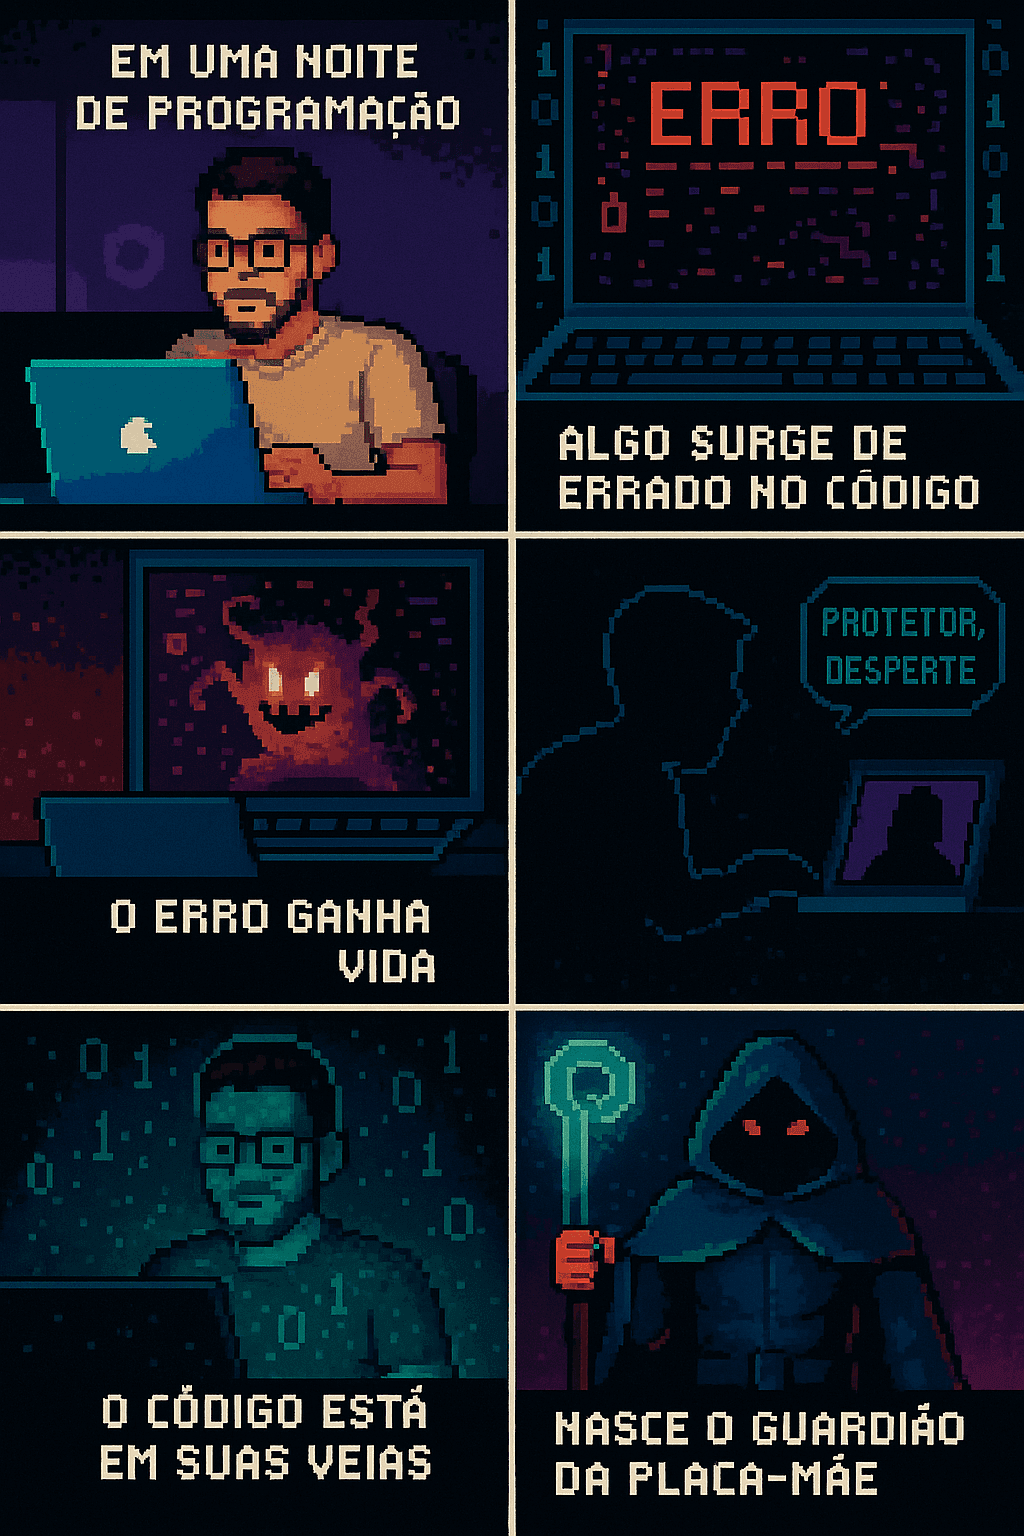 EM UMA NOITE
DE PROGRAMAÇÃO
1
0
1
0
1
ERRO
0
1
0
1
1
ALGO SURGE DE
ERRADO NO CÓDIGO
O ERRO GANHA
VIDA
PROTETOR,
DESPERTE
0 1 1
0
1 1
0
0
1
0
O CÓDIGO ESTÁ
EM SUAS VEIAS
NASCE O GUARDIÃO
DA PLACA-MÃE